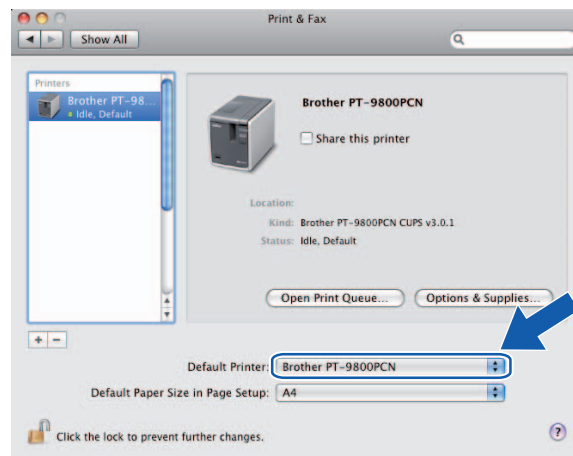 Print & Fax
Show All
Printers
Brother PT-98...
Idle, Default
Brother PT-9800PCN
Share this printer
Location:
Kind: Brother PT-9800PCN CUPS v3.0.1
Status: Idle, Default
Open Print Queue...
Options & Supplies...
+ −
Default Printer: Brother PT-9800PCN
Default Paper Size in Page Setup: A4
Click the lock to prevent further changes.
?